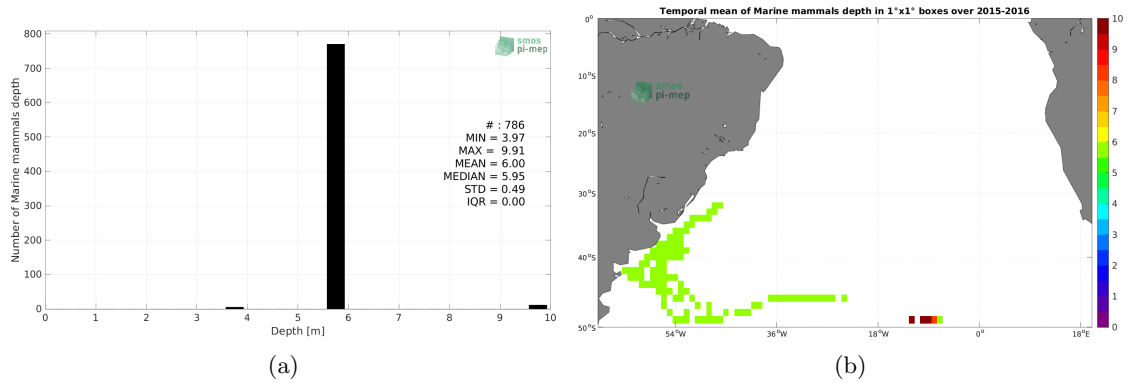 800
700
600
500
400
300
200
100
0
Number of Marine mammals depth
0 1 2 3 4 5 6 7 8 9 10
Depth [m]
smos
pi-mep
# : 786
MIN = 3.97
MAX = 9.91
MEAN = 6.00
MEDIAN = 5.95
STD = 0.49
IQR = 0.00
(a)
Temporal mean of Marine mammals depth in 1°x1° boxes over 2015-2016
smos
pi-mep
0°
10°S
20°S
30°S
40°S
50°S
54°W 36°W 18°W 0° 18°E
10
9
8
7
6
5
4
3
2
1
0
(b)